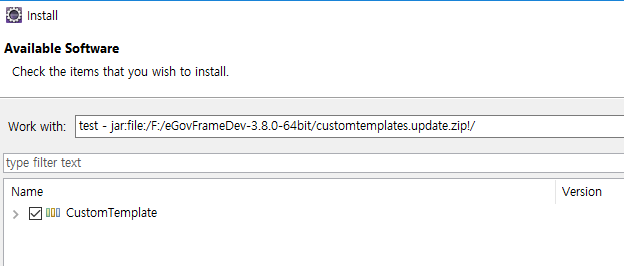 Install
Available Software
Check the items that you wish to install.
Work with: test - jar:file:/F:/eGovFrameDev-3.8.0-64bit/customtemplates.update.zip!/
type filter text
Name Version
CustomTemplate